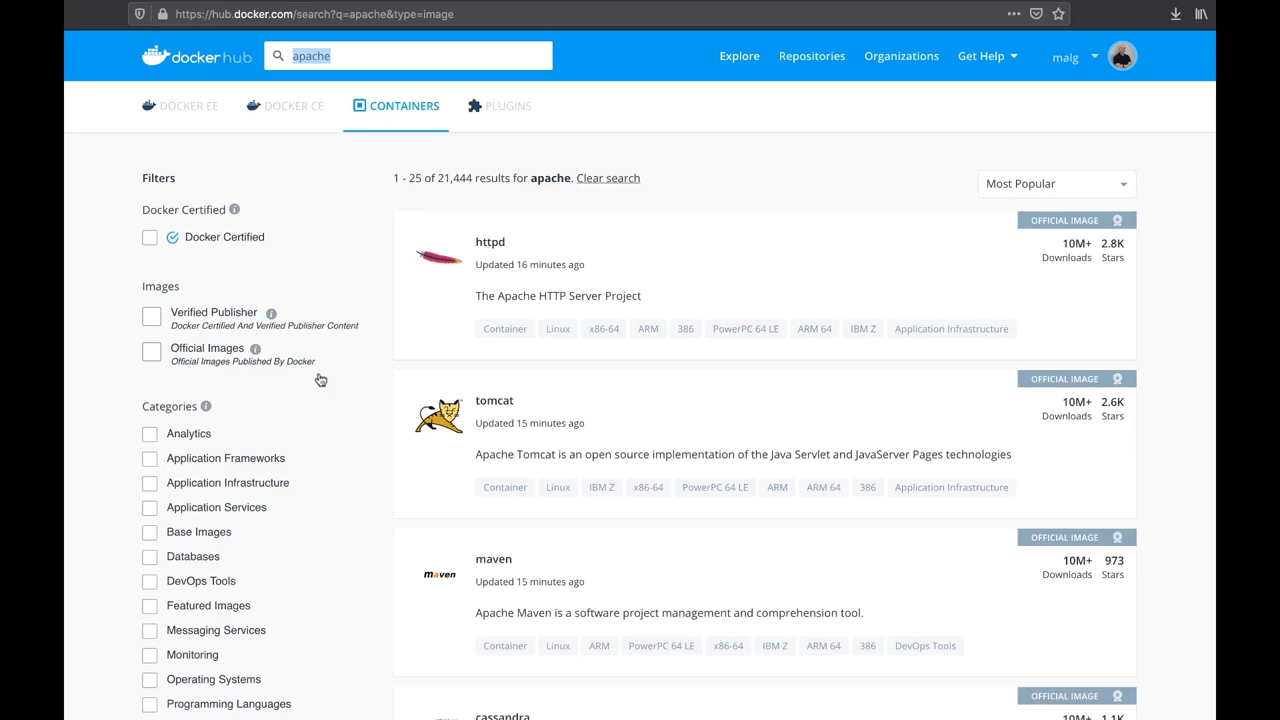 https://hub.docker.com/search?q=apache&type=image
docker hub
apache
Explore
Repositories
Organizations
Get Help
malg
DOCKER EE
DOCKER CE
CONTAINERS
PLUGINS
Filters
Docker Certified
Docker Certified
Images
Verified Publisher
Docker Certified And Verified Publisher Content
Official Images
Official Images Published By Docker
Categories
Analytics
Application Frameworks
Application Infrastructure
Application Services
Base Images
Databases
DevOps Tools
Featured Images
Messaging Services
Monitoring
Operating Systems
Programming Languages
1 - 25 of 21,444 results for apache. Clear search
Most Popular
OFFICIAL IMAGE
httpd
10M+ 2.8K
Downloads Stars
Updated 16 minutes ago
The Apache HTTP Server Project
Container Linux x86-64 ARM 386 PowerPC 64 LE ARM 64 IBM Z Application Infrastructure
OFFICIAL IMAGE
tomcat
10M+ 2.6K
Downloads Stars
Updated 15 minutes ago
Apache Tomcat is an open source implementation of the Java Servlet and JavaServer Pages technologies
Container Linux IBM Z x86-64 PowerPC 64 LE ARM ARM 64 386 Application Infrastructure
OFFICIAL IMAGE
maven
maven
10M+ 973
Downloads Stars
Updated 15 minutes ago
Apache Maven is a software project management and comprehension tool.
Container Linux ARM PowerPC 64 LE x86-64 IBM Z ARM 64 386 DevOps Tools
OFFICIAL IMAGE
cassandra
10M+ 1.1K